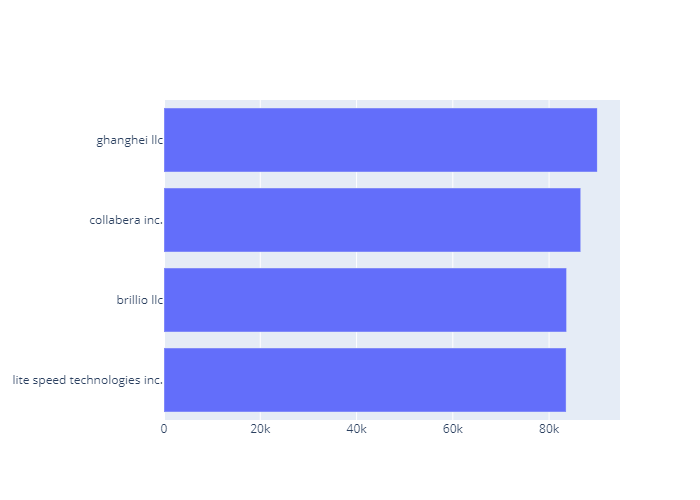 ghanghei llc
collabera inc.
brillio llc
lite speed technologies inc.
0 20k 40k 60k 80k